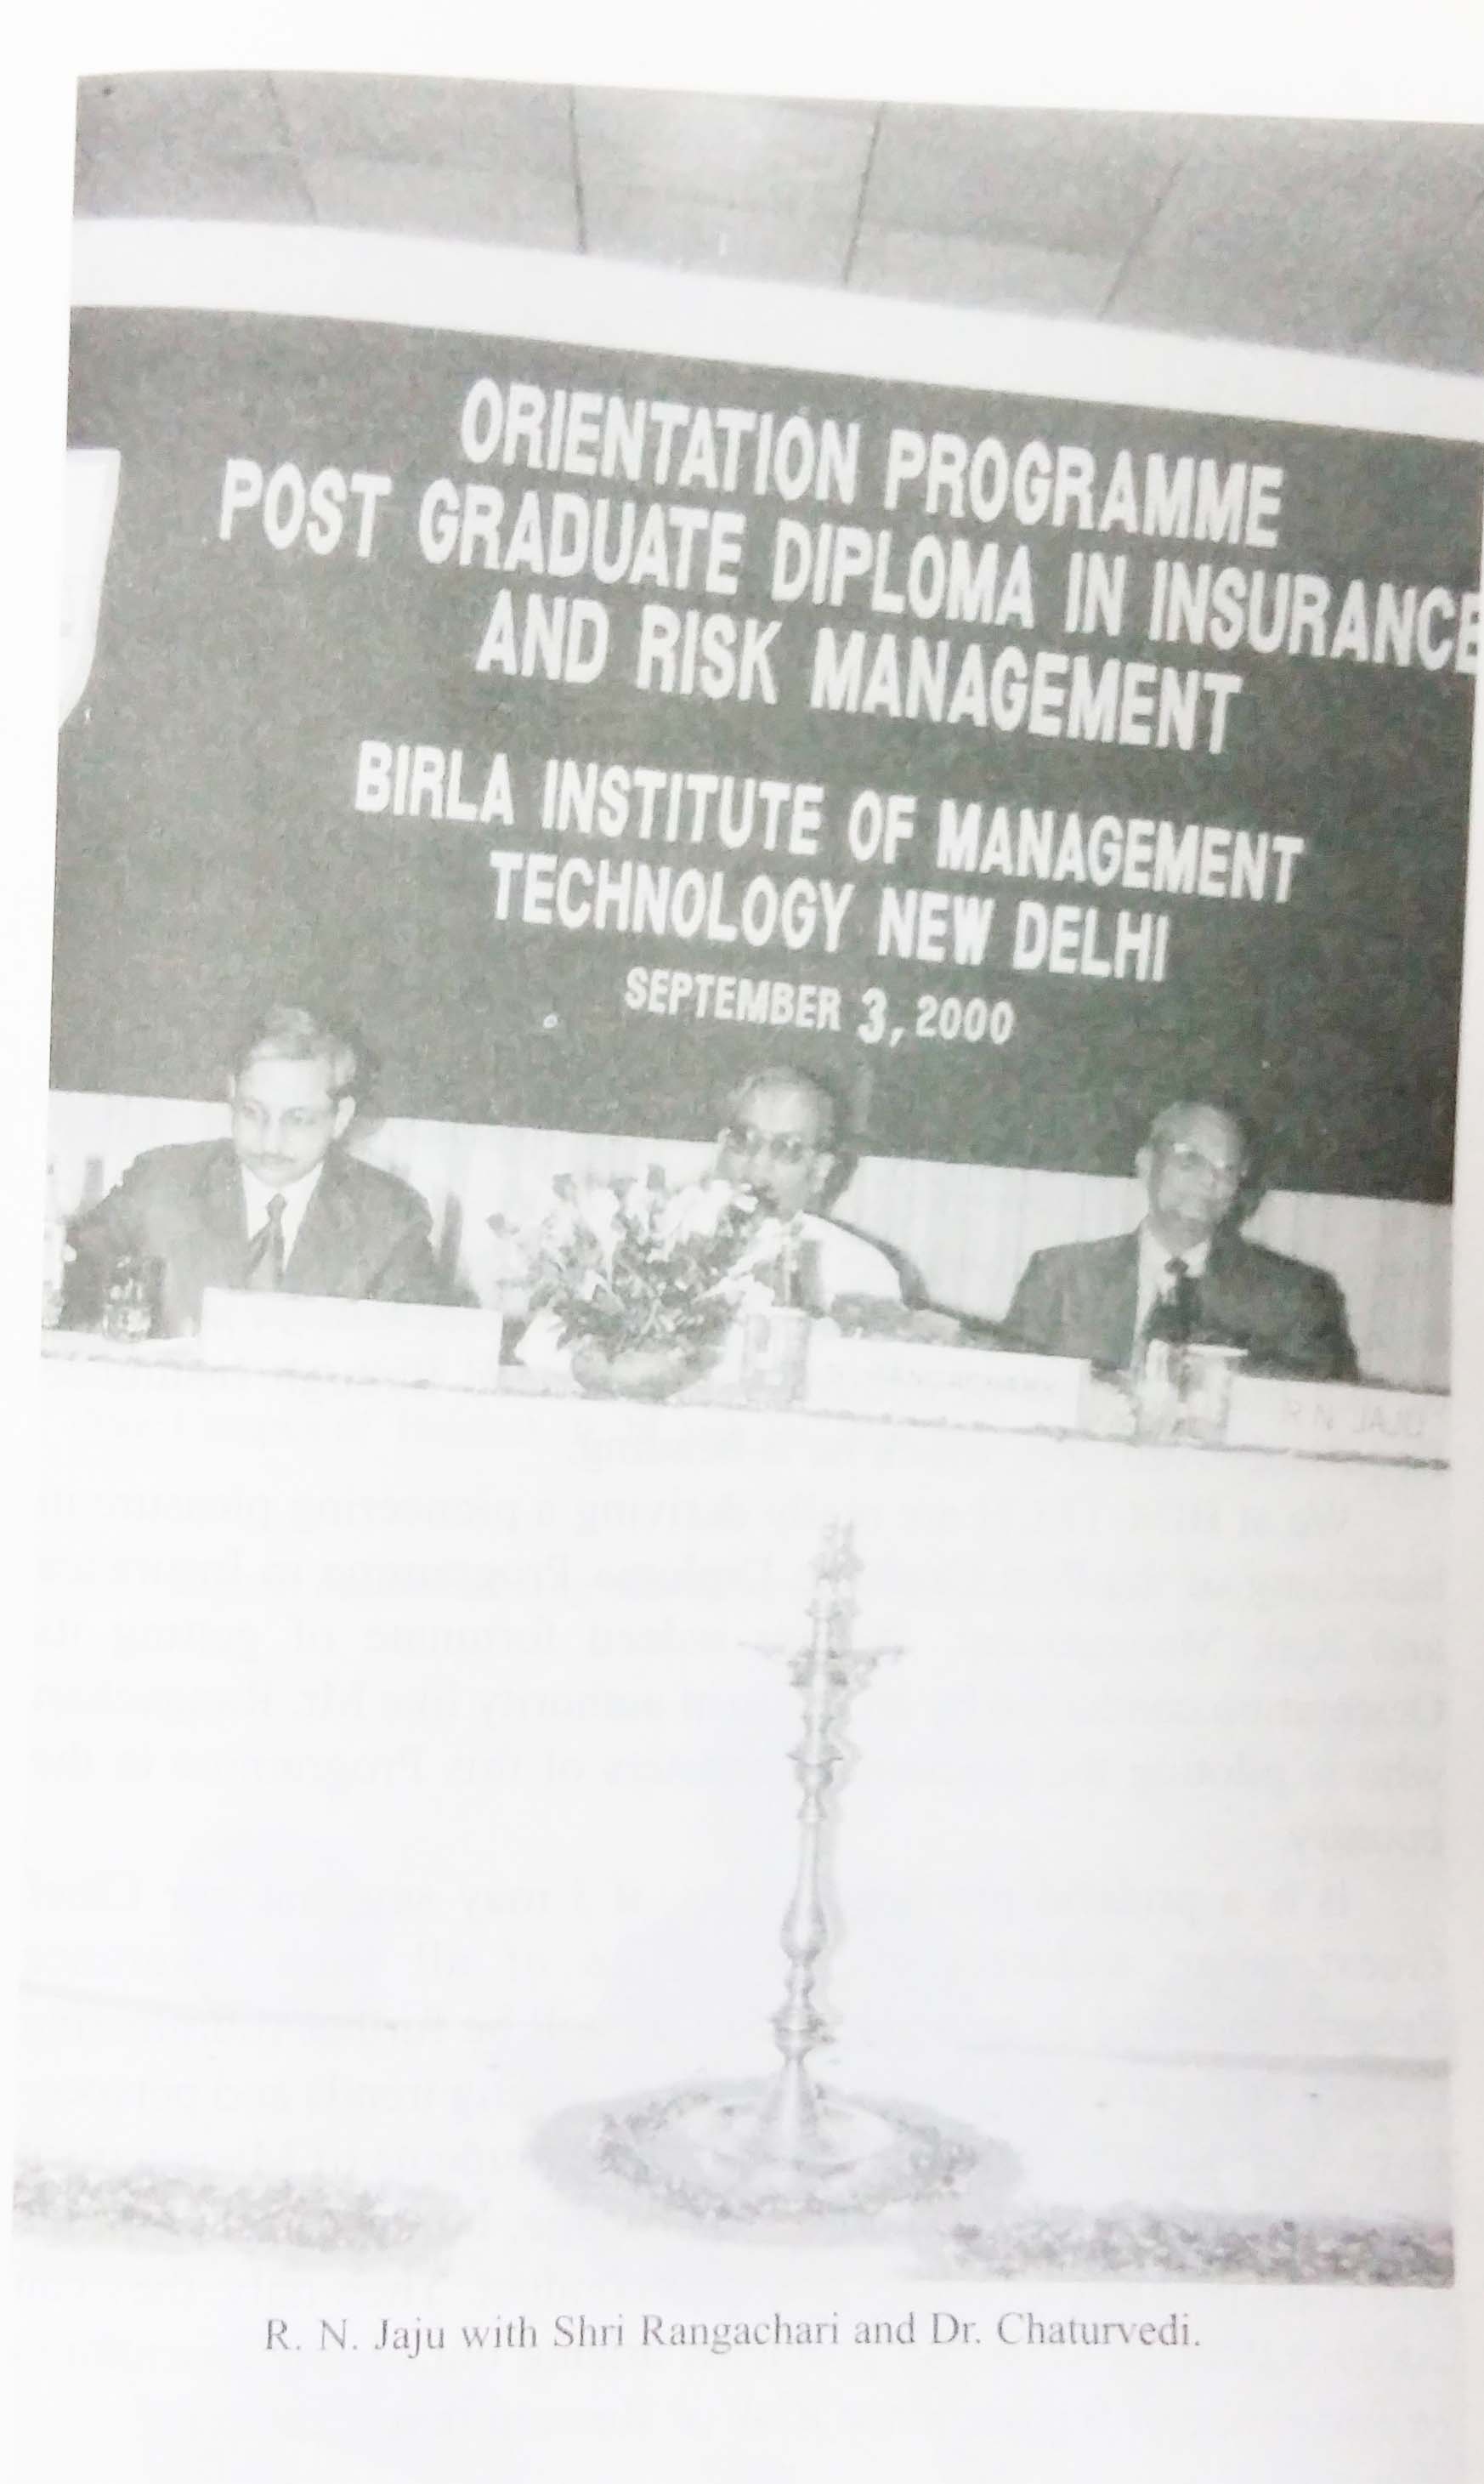 ORIENTATION PROGRAMME
POST GRADUATE DIPLOMA IN INSURANCE
AND RISK MANAGEMENT
BIRLA INSTITUTE OF MANAGEMENT
TECHNOLOGY NEW DELHI
SEPTEMBER 3, 2000
R N JAJU
R. N. Jaju with Shri Rangachari and Dr. Chaturvedi.